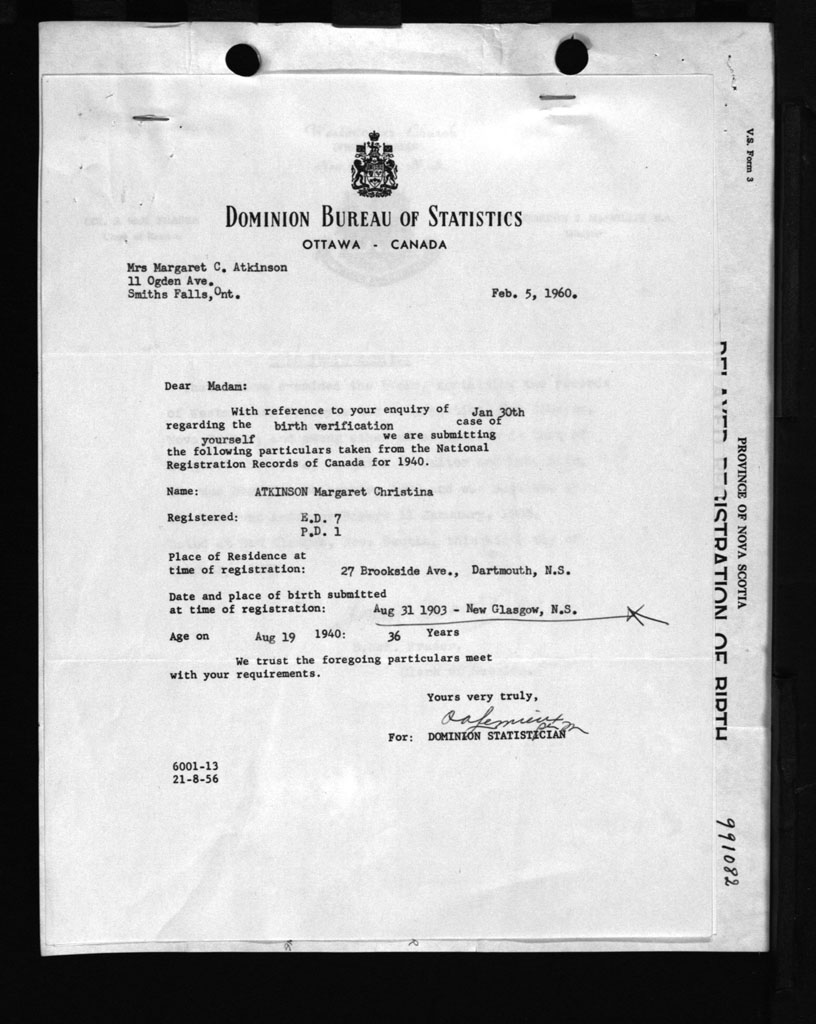 DOMINION BUREAU OF STATISTICS
OTTAWA - CANADA
Mrs Margaret C. Atkinson
11 Ogden Ave.
Smiths Falls, Ont.
Feb. 5, 1960.
Dear Madam:
With reference to your enquiry of Jan 30th
regarding the birth verification case of
yourself we are submitting
the following particulars taken from the National
Registration Records of Canada for 1940.
Name: ATKINSON Margaret Christina
Registered: E.D. 7
P.D. 1
Place of Residence at
time of registration: 27 Brookside Ave., Dartmouth, N.S.
Date and place of birth submitted
at time of registration: Aug 31 1903 - New Glasgow, N.S.
Age on Aug 19 1940: 36 Years
We trust the foregoing particulars meet
with your requirements.
Yours very truly,
For: DOMINION STATISTICIAN
6001-13
21-8-56
V.S. Form 3
PROVINCE OF NOVA SCOTIA
DELAYED REGISTRATION OF BIRTH
991082